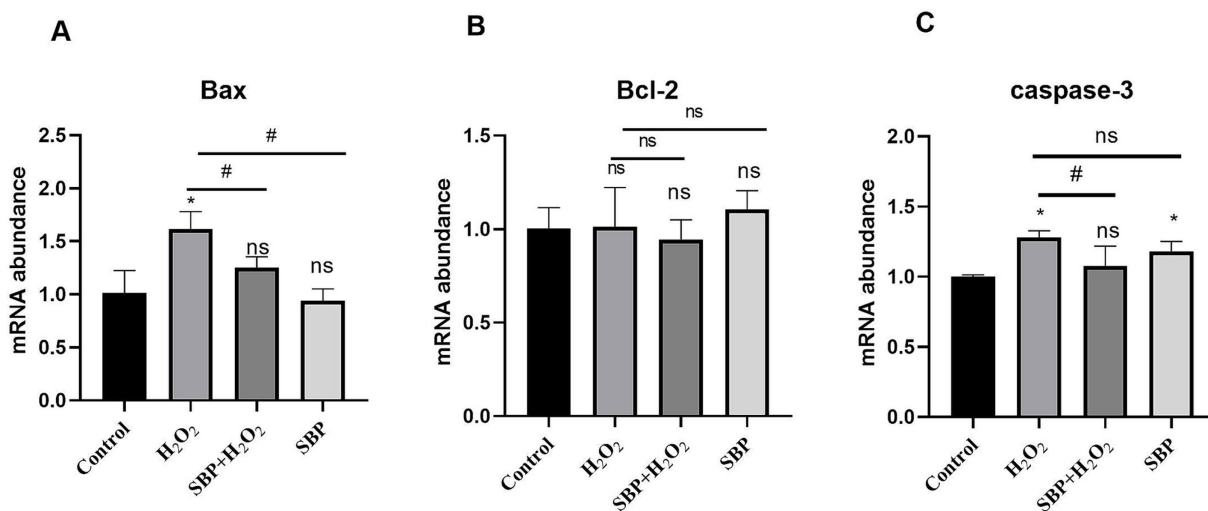 A
Bax
mRNA abundance
2.5
2.0
1.5
1.0
0.5
0.0
#
#
*
ns
ns
Control
H₂O₂
SBP+H₂O₂
SBP
B
Bcl-2
mRNA abundance
1.5
1.0
0.5
0.0
ns
ns
ns
ns
ns
Control
H₂O₂
SBP+H₂O₂
SBP
C
caspase-3
mRNA abundance
2.0
1.5
1.0
0.5
0.0
ns
#
*
ns
*
Control
H₂O₂
SBP+H₂O₂
SBP